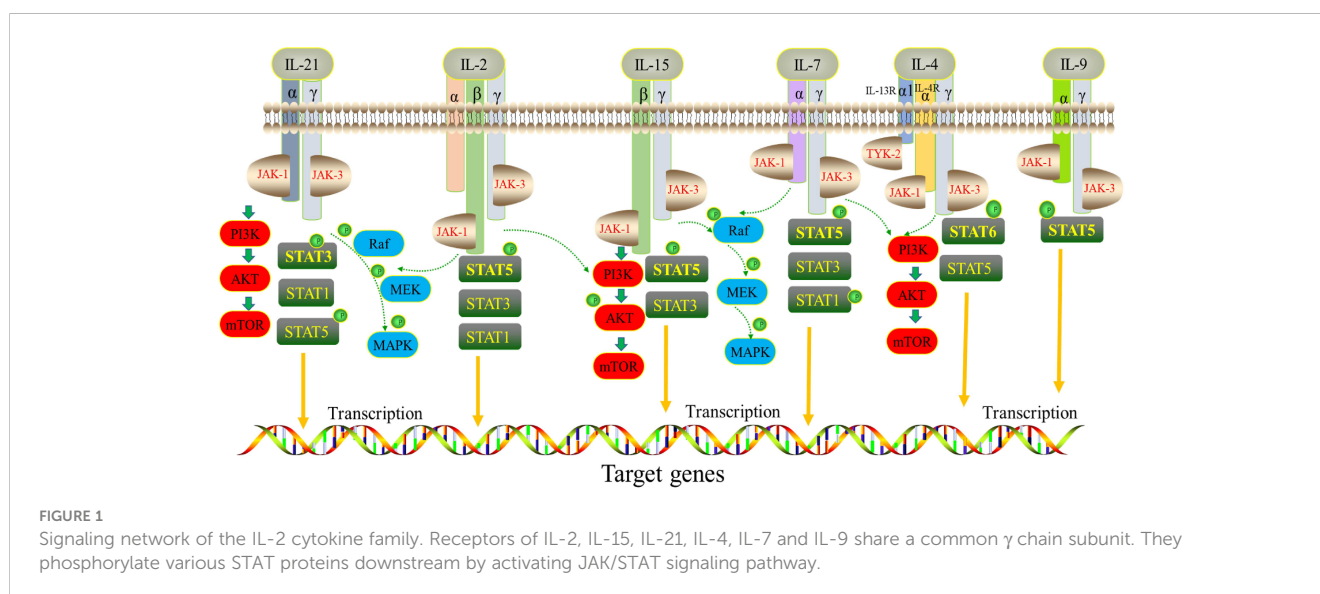 IL-21
IL-2
IL-15
IL-7
IL-4
IL-9
α γ
α β γ
β γ
α γ
IL-13R α1 IL-4R α γ
α γ
JAK-1
JAK-3
JAK-1
JAK-3
JAK-1
JAK-3
JAK-1
JAK-3
TYK-2
JAK-1
JAK-3
JAK-1
JAK-3
PI3K
AKT
mTOR
P
STAT3
STAT1
P
STAT5
P
Raf
P
MEK
P
MAPK
P
STAT5
STAT3
STAT1
PI3K
P
AKT
mTOR
P
STAT5
STAT3
P
Raf
P
MEK
P
MAPK
P
STAT5
STAT3
STAT1
P
PI3K
AKT
mTOR
P
STAT6
STAT5
P
STAT5
Transcription
Transcription
Transcription
Target genes
FIGURE 1
Signaling network of the IL-2 cytokine family. Receptors of IL-2, IL-15, IL-21, IL-4, IL-7 and IL-9 share a common γ chain subunit. They
phosphorylate various STAT proteins downstream by activating JAK/STAT signaling pathway.